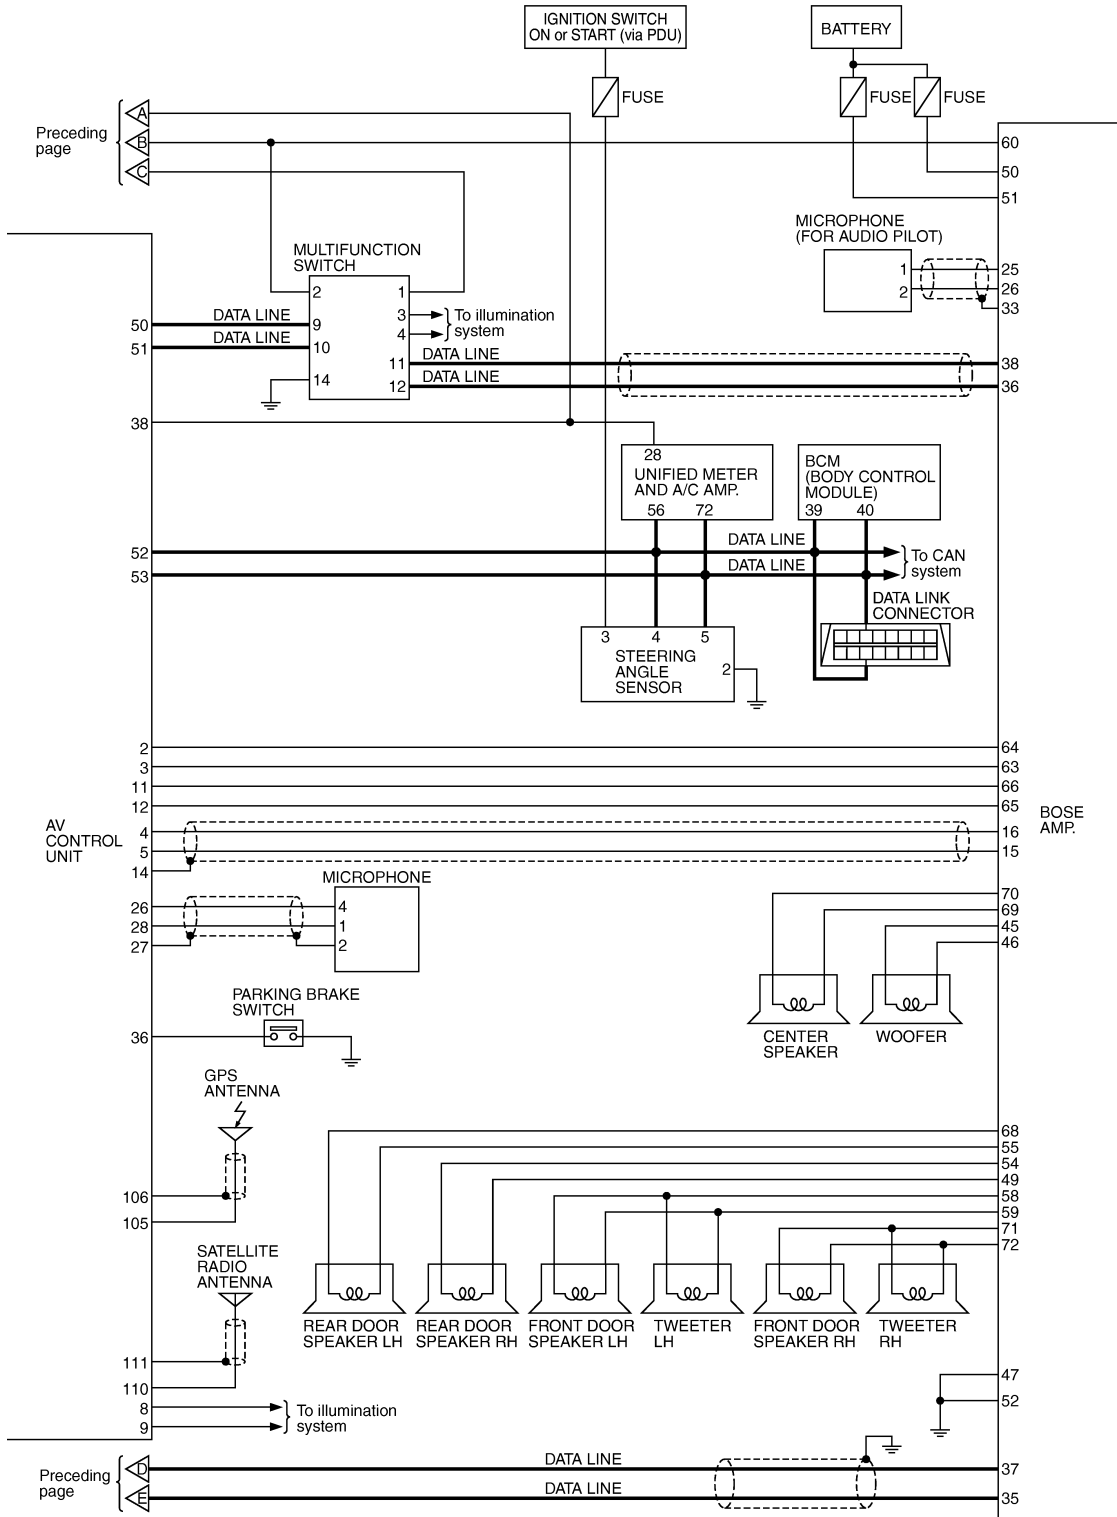 IGNITION SWITCH
ON or START (via PDU)
BATTERY
FUSE
FUSE
FUSE
Preceding
page
A
B
C
60
50
51
MICROPHONE
(FOR AUDIO PILOT)
1
2
25
26
33
MULTIFUNCTION
SWITCH
2
1
3
4
To illumination
system
50
DATA LINE
9
51
DATA LINE
10
11
DATA LINE
38
14
12
DATA LINE
36
38
28
UNIFIED METER
AND A/C AMP.
56
72
BCM
(BODY CONTROL
MODULE)
39
40
52
DATA LINE
53
DATA LINE
To CAN
system
DATA LINK
CONNECTOR
3
4
5
STEERING
ANGLE
SENSOR
2
2
64
3
63
11
66
12
65
AV
CONTROL
UNIT
BOSE
AMP.
4
16
5
15
14
MICROPHONE
26
4
28
1
27
2
70
69
45
46
CENTER
SPEAKER
WOOFER
PARKING BRAKE
SWITCH
36
GPS
ANTENNA
106
105
68
55
54
49
58
59
71
72
SATELLITE
RADIO
ANTENNA
REAR DOOR
SPEAKER LH
REAR DOOR
SPEAKER RH
FRONT DOOR
SPEAKER LH
TWEETER
LH
FRONT DOOR
SPEAKER RH
TWEETER
RH
111
110
47
52
8
9
To illumination
system
Preceding
page
D
DATA LINE
37
E
DATA LINE
35